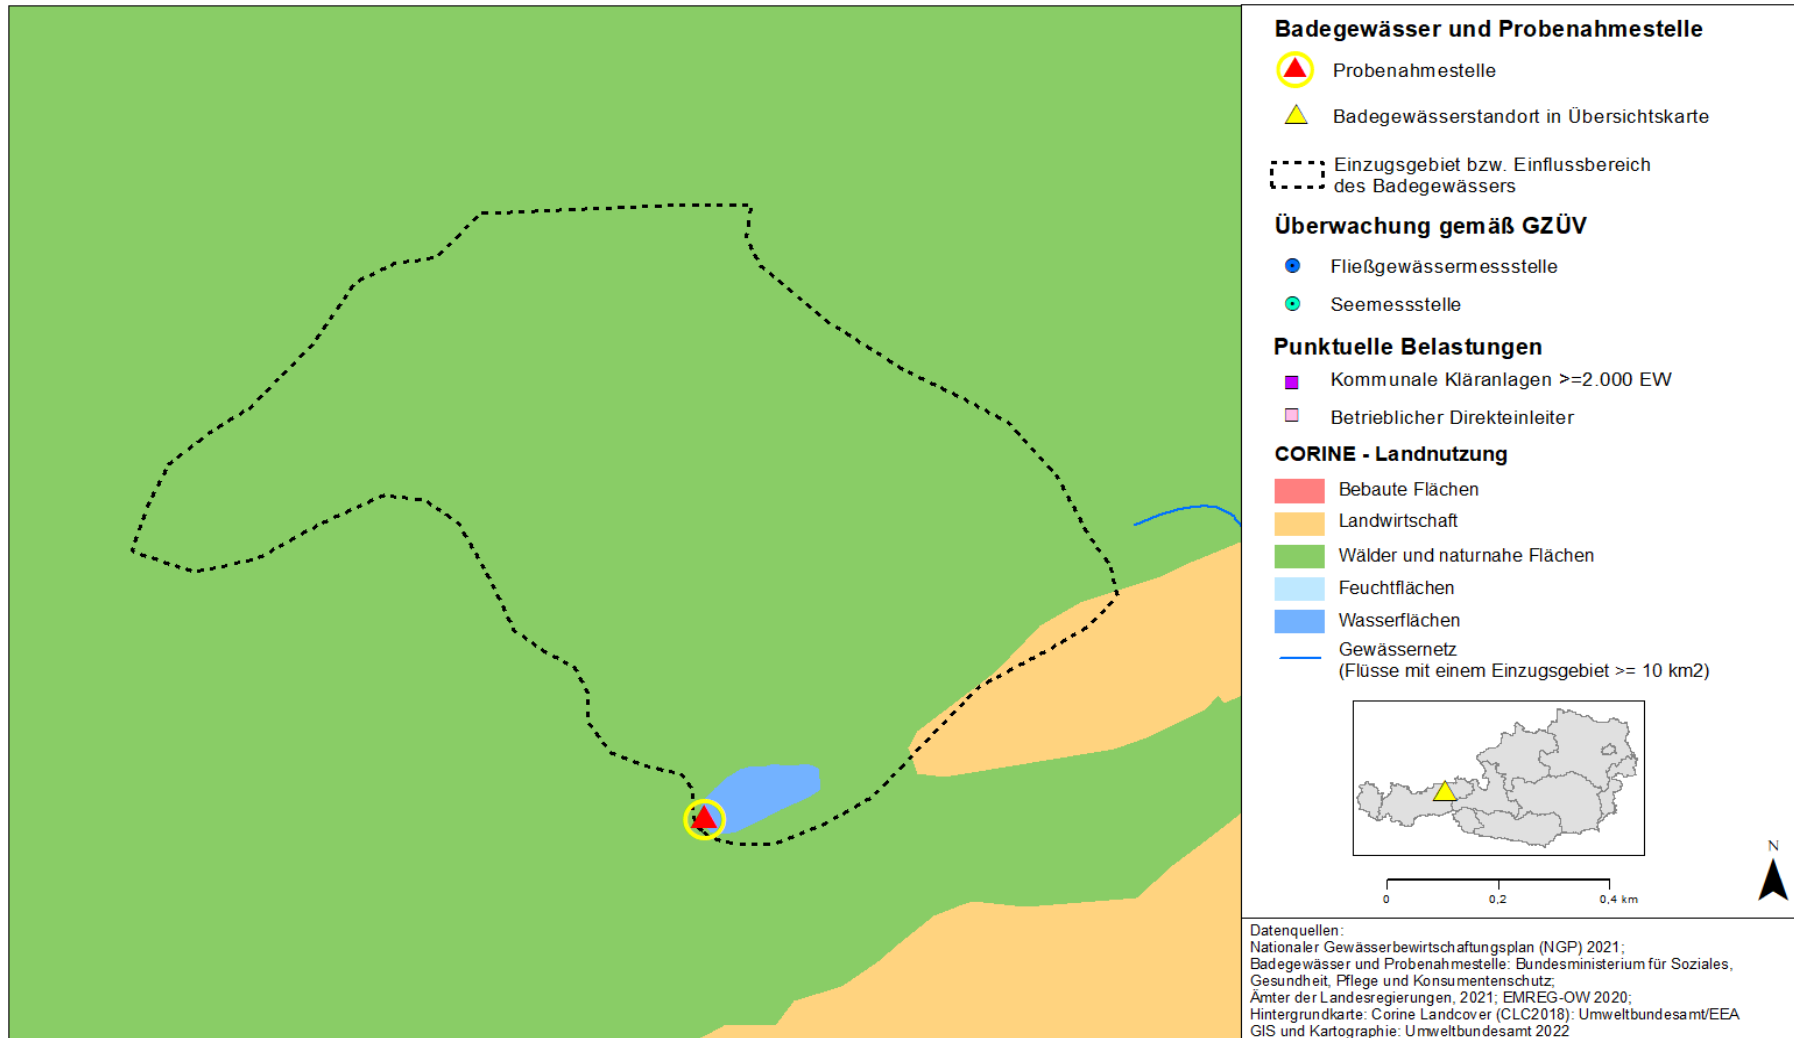 Badegewässer und Probenahmestelle
Probenahmestelle
Badegewässerstandort in Übersichtskarte
Einzugsgebiet bzw. Einflussbereich
des Badegewässers
Überwachung gemäß GZÜV
Fließgewässermessstelle
Seemessstelle
Punktuelle Belastungen
Kommunale Kläranlagen >=2.000 EW
Betrieblicher Direkteinleiter
CORINE - Landnutzung
Bebaute Flächen
Landwirtschaft
Wälder und naturnahe Flächen
Feuchtflächen
Wasserflächen
Gewässernetz
(Flüsse mit einem Einzugsgebiet >= 10 km2)
N
0 0,2 0,4 km
Datenquellen:
Nationaler Gewässerbewirtschaftungsplan (NGP) 2021;
Badegewässer und Probenahmestelle: Bundesministerium für Soziales,
Gesundheit, Pflege und Konsumentenschutz;
Ämter der Landesregierungen, 2021; EMREG-OW 2020;
Hintergrundkarte: Corine Landcover (CLC2018): Umweltbundesamt/EEA
GIS und Kartographie: Umweltbundesamt 2022